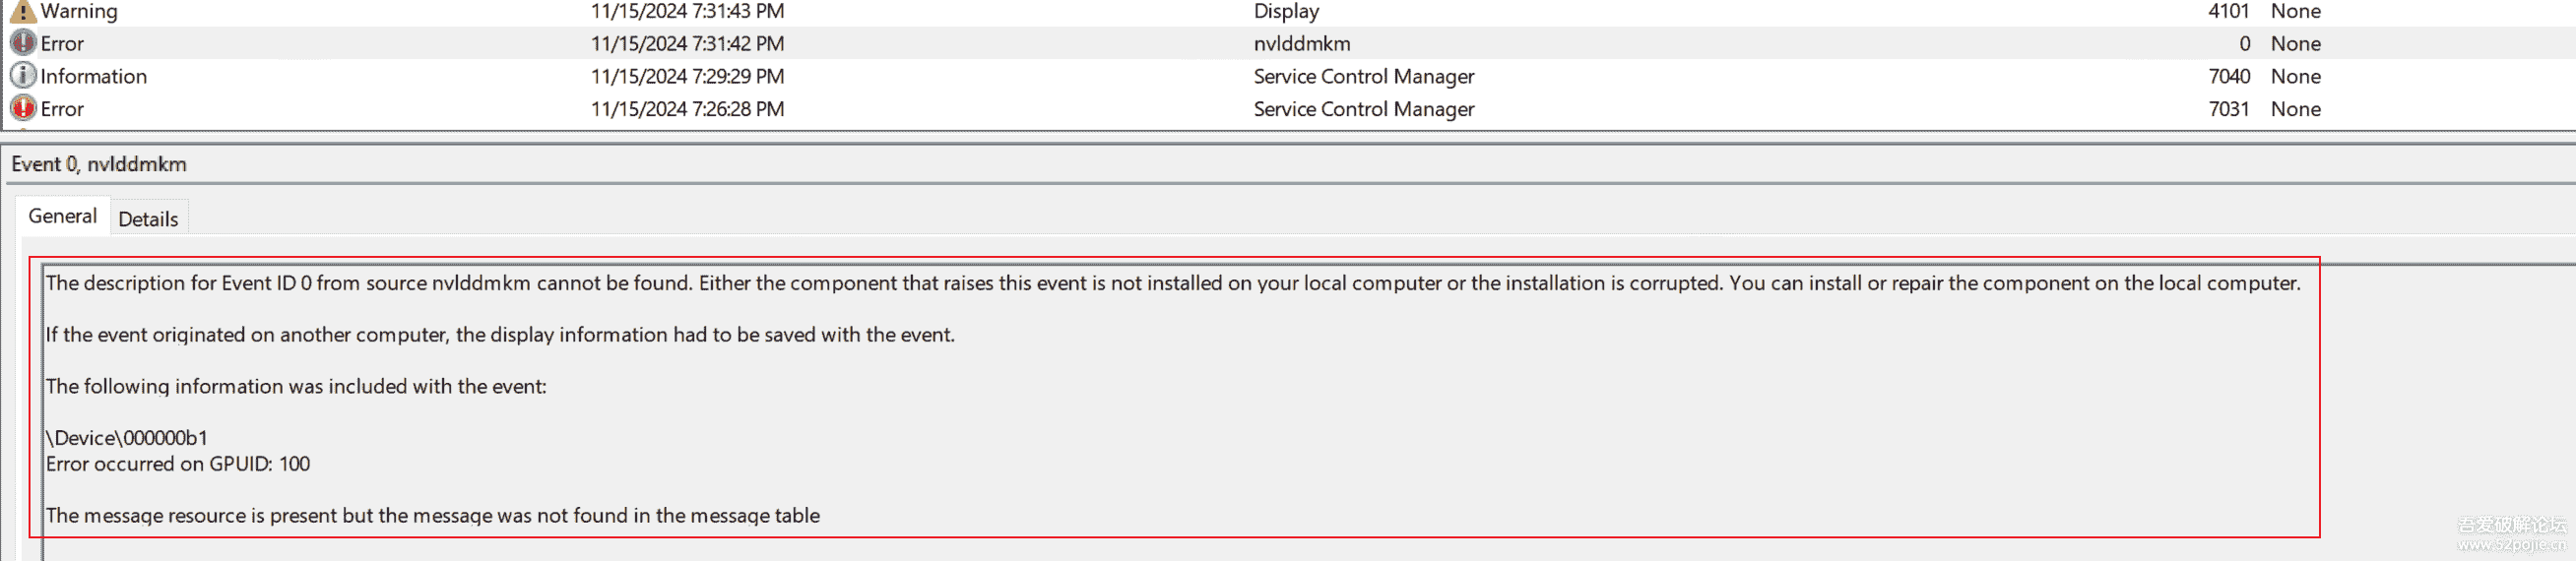 Warning 11/15/2024 7:31:43 PM Display 4101 None
Error 11/15/2024 7:31:42 PM nvlddmkm 0 None
Information 11/15/2024 7:29:29 PM Service Control Manager 7040 None
Error 11/15/2024 7:26:28 PM Service Control Manager 7031 None
Event 0, nvlddmkm
General Details
The description for Event ID 0 from source nvlddmkm cannot be found. Either the component that raises this event is not installed on your local computer or the installation is corrupted. You can install or repair the component on the local computer.
If the event originated on another computer, the display information had to be saved with the event.
The following information was included with the event:
\Device\000000b1
Error occurred on GPUID: 100
The message resource is present but the message was not found in the message table
吾爱破解论坛
www.52pojie.cn